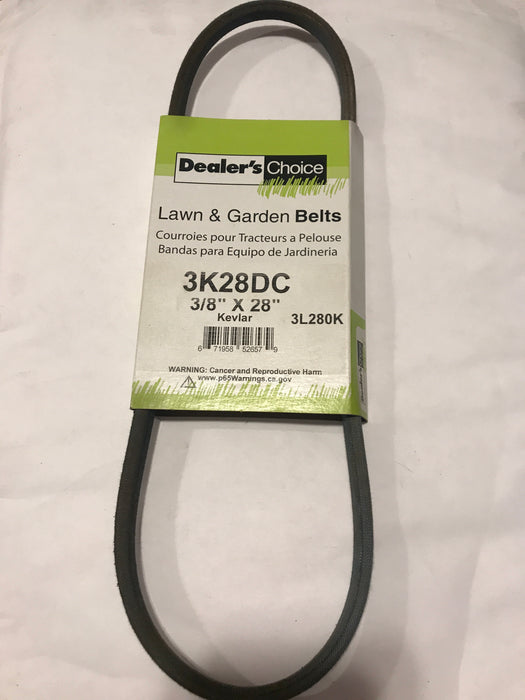 Dealer's Choice
Lawn & Garden Belts
Courroies pour Tracteurs a Pelouse
Bandas para Equipo de Jardineria
3K28DC
3/8" X 28"
Kevlar
3L280K
6 71958 52657 9
WARNING: Cancer and Reproductive Harm
www.p65Warnings.ca.gov